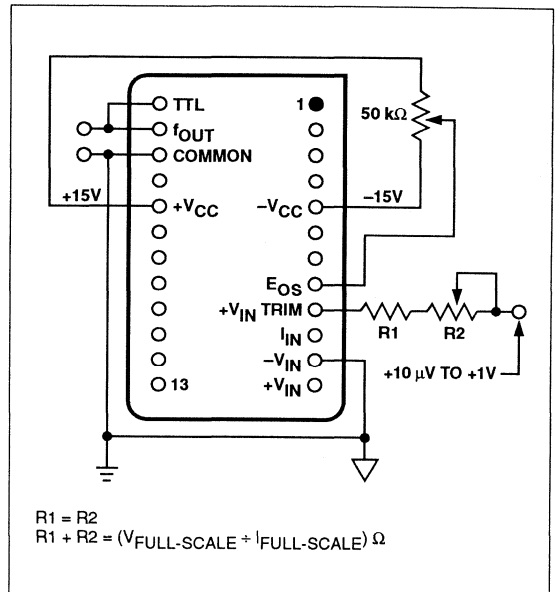 TTL
1
50 kΩ
fOUT
COMMON
+15V
+VCC
–VCC
–15V
EOS
+VIN TRIM
R1
R2
IIN
–VIN
+10 µV TO +1V
13
+VIN
R1 = R2
R1 + R2 = (VFULL-SCALE ÷ IFULL-SCALE) Ω